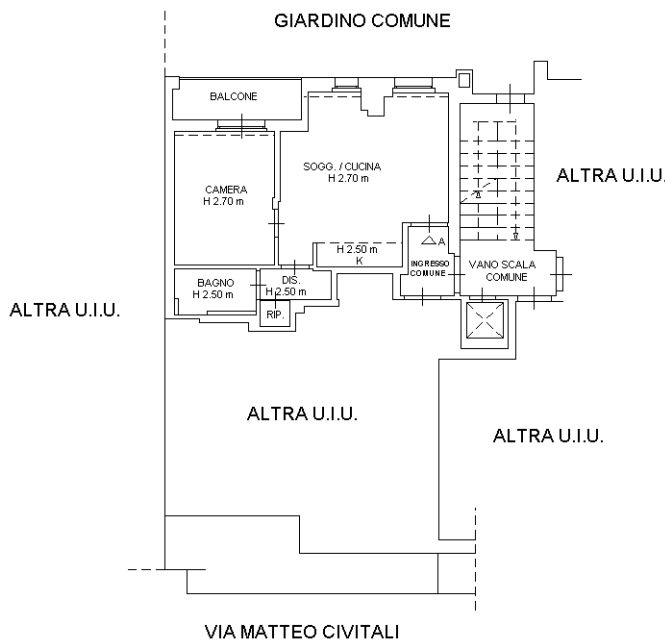 GIARDINO COMUNE
BALCONE
SOGG. / CUCINA
H 2.70 m
ALTRA U.I.U.
CAMERA
H 2.70 m
A
H 2.50 m
K
INGRESSO
COMUNE
VANO SCALA
COMUNE
BAGNO
H 2.50 m
DIS.
H 2.50 m
ALTRA U.I.U.
RIP.
ALTRA U.I.U.
ALTRA U.I.U.
VIA MATTEO CIVITALI